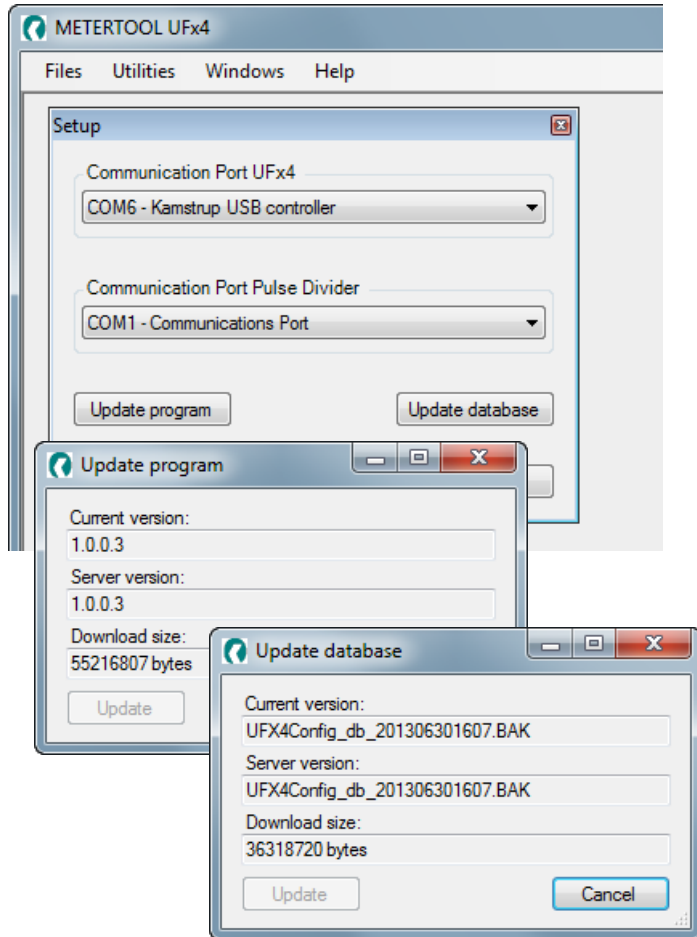 METERTOOL UFx4
Files Utilities Windows Help
Setup
Communication Port UFx4
COM6 - Kamstrup USB controller
Communication Port Pulse Divider
COM1 - Communications Port
Update program Update database
Update program
Current version:
1.0.0.3
Server version:
1.0.0.3
Download size:
55216807 bytes
Update
Update database
Current version:
UFX4Config_db_201306301607.BAK
Server version:
UFX4Config_db_201306301607.BAK
Download size:
36318720 bytes
Update Cancel